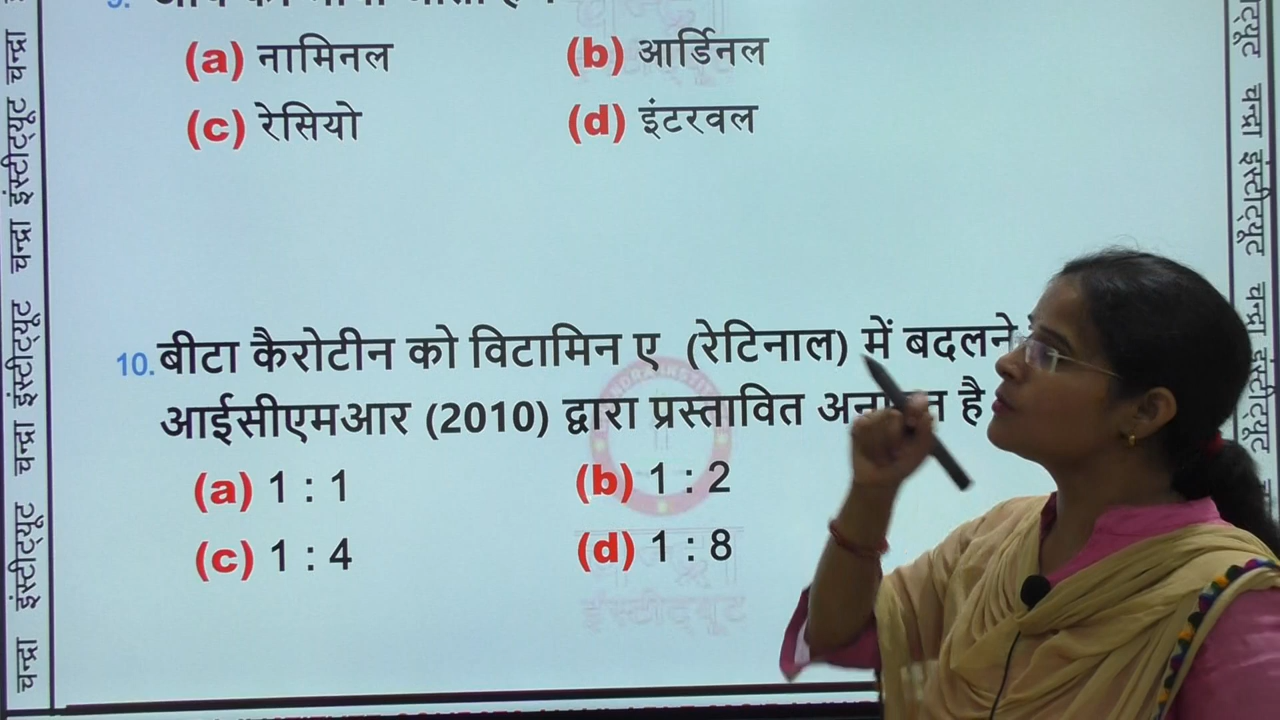 (a) नामिनल (b) आर्डिनल
(c) रेसियो (d) इंटरवल
10. बीटा कैरोटीन को विटामिन ए (रेटिनाल) में बदलने
आईसीएमआर (2010) द्वारा प्रस्तावित है
(a) 1 : 1 (b) 1 : 2
(c) 1 : 4 (d) 1 : 8
चन्द्रा इंस्टीट्यूट चन्द्रा इंस्टीट्यूट चन्द्रा इंस्टीट्यूट चन्द्रा
चन्द्रा इंस्टीट्यूट चन्द्रा इंस्टीट्यूट
इंस्टीट्यूट